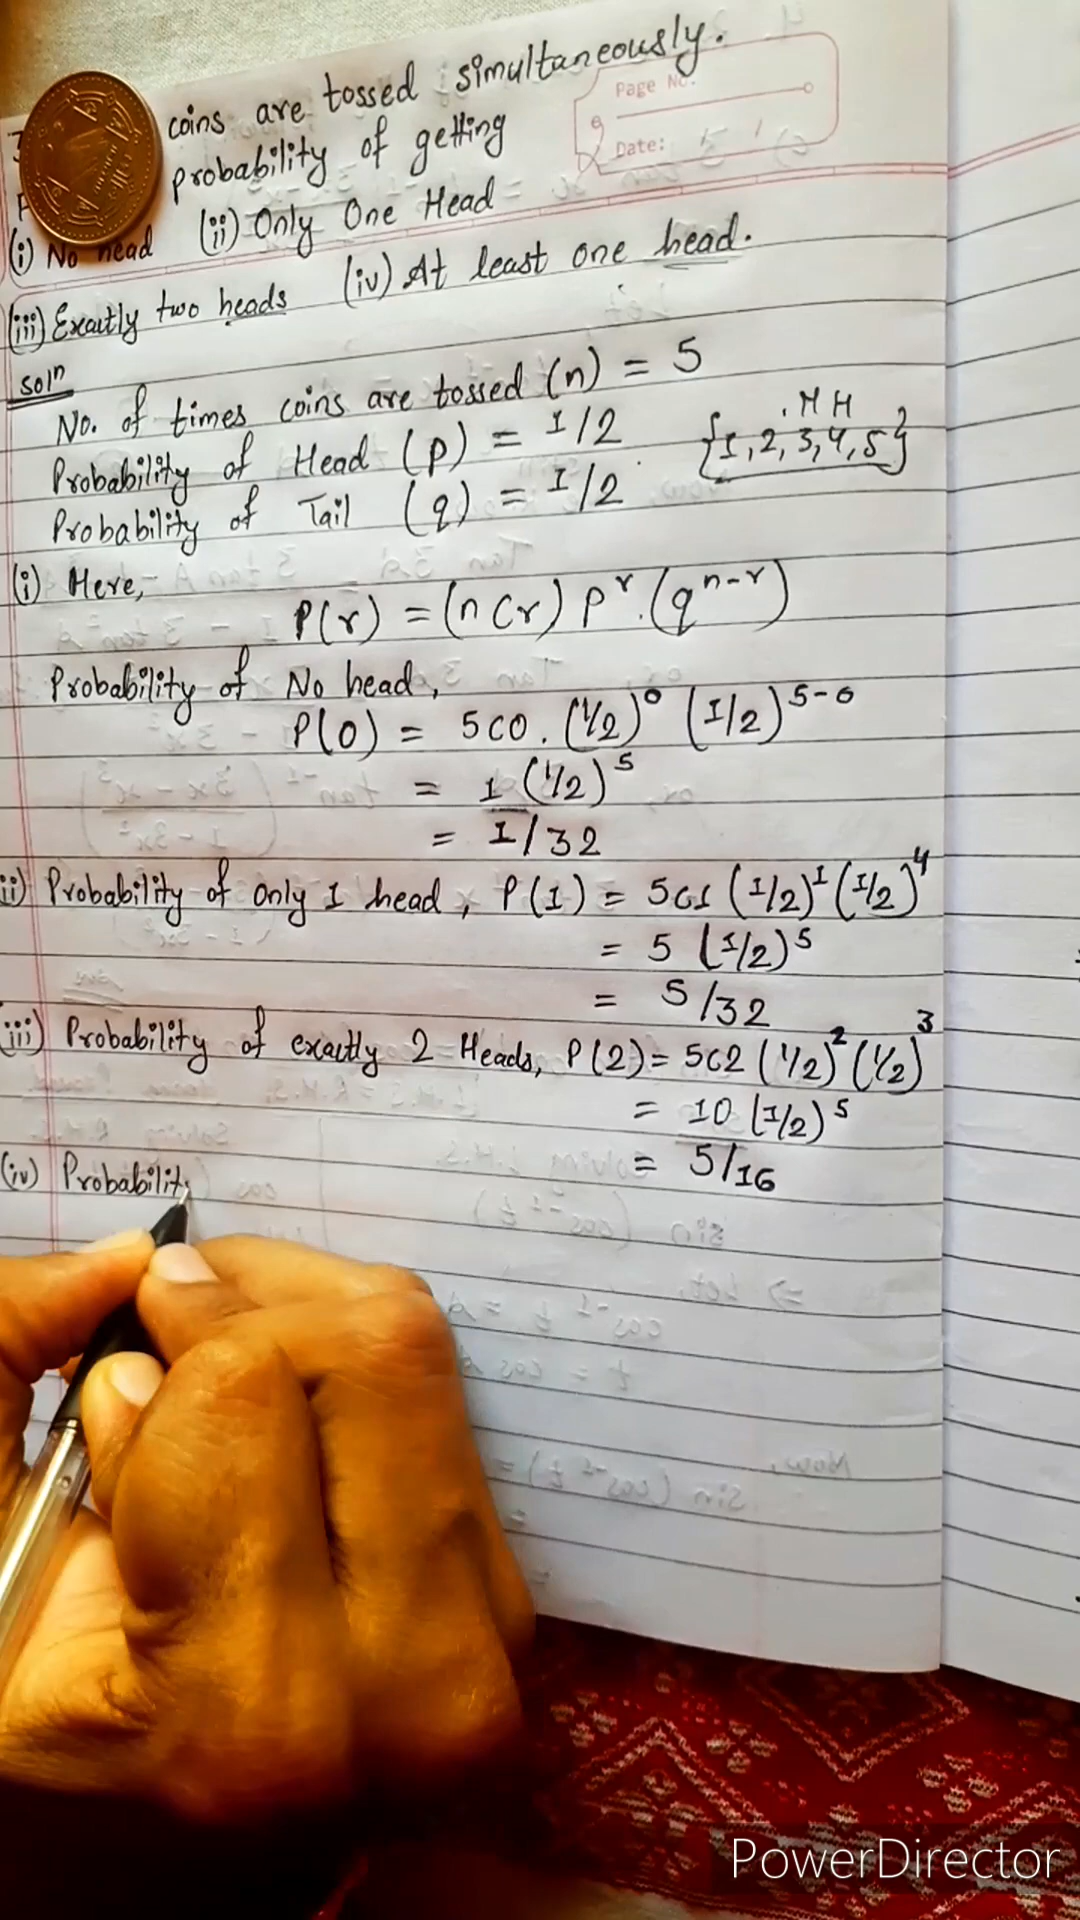 coins are tossed simultaneously.
probability of getting
Page No.
Date:
(i) No head (ii) Only One Head
(iii) Exactly two heads (iv) At least one head.
Soln
No. of times coins are tossed (n) = 5
Probability of Head (p) = 1/2
H H
{1,2,3,4,5}
Probability of Tail (q) = 1/2
(i) Here,
P(r) = (nCr) p^r.(q^n-r)
Probability of No head,
P(0) = 5C0. (1/2)^0 (1/2)^5-0
= 1 (1/2)^5
= 1/32
ii) Probability of only 1 head, P(1) = 5C1 (1/2)^1 (1/2)^4
= 5 (1/2)^5
= 5/32
(iii) Probability of exactly 2 Heads, P(2) = 5C2 (1/2)^2 (1/2)^3
= 10 (1/2)^5
= 5/16
(iv) Probability
PowerDirector